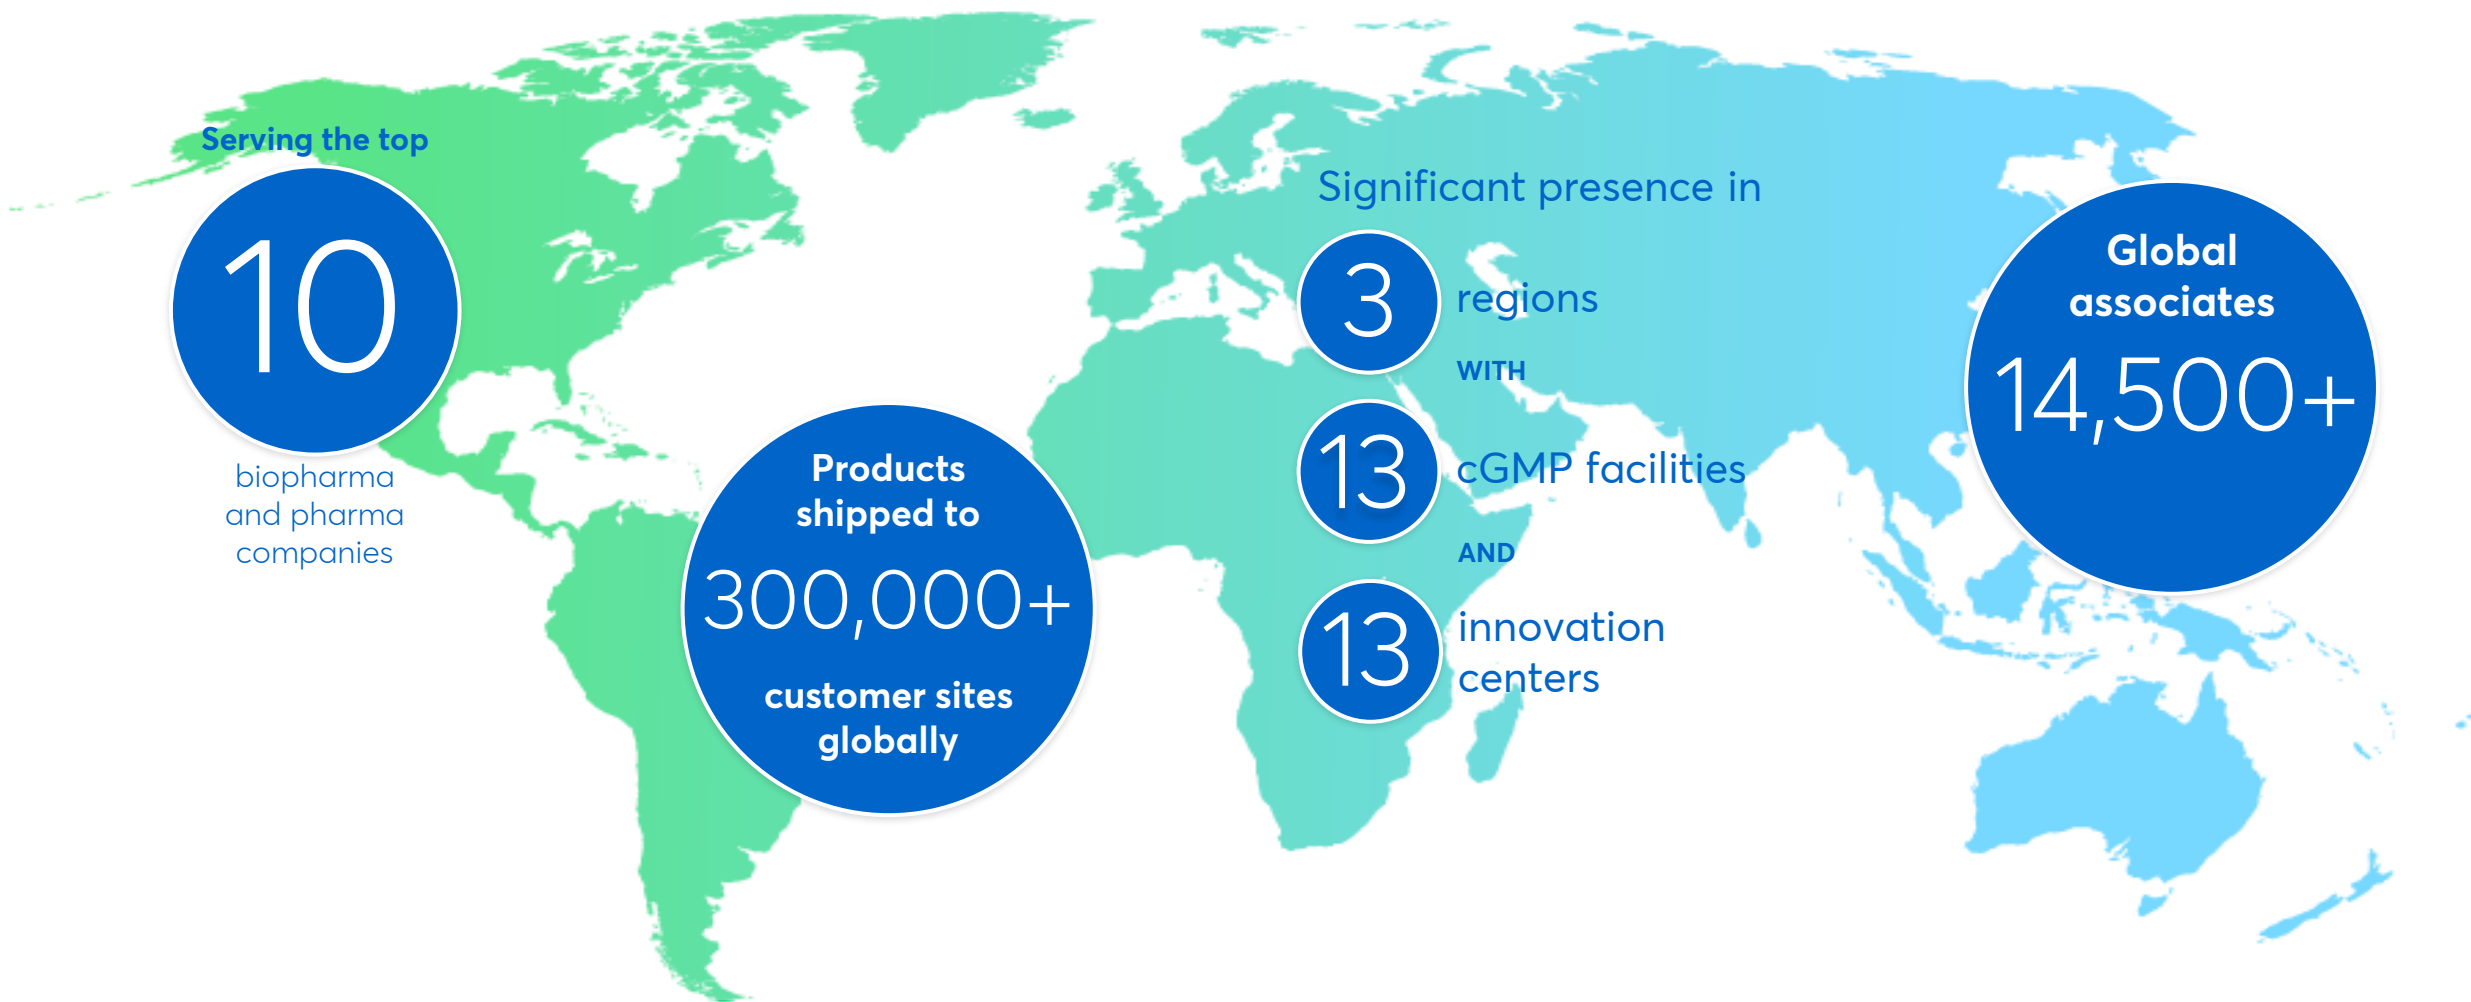 Serving the top
10
biopharma
and pharma
companies
Products
shipped to
300,000+
customer sites
globally
Significant presence in
3
regions
WITH
13
cGMP facilities
AND
13
innovation
centers
Global
associates
14,500+